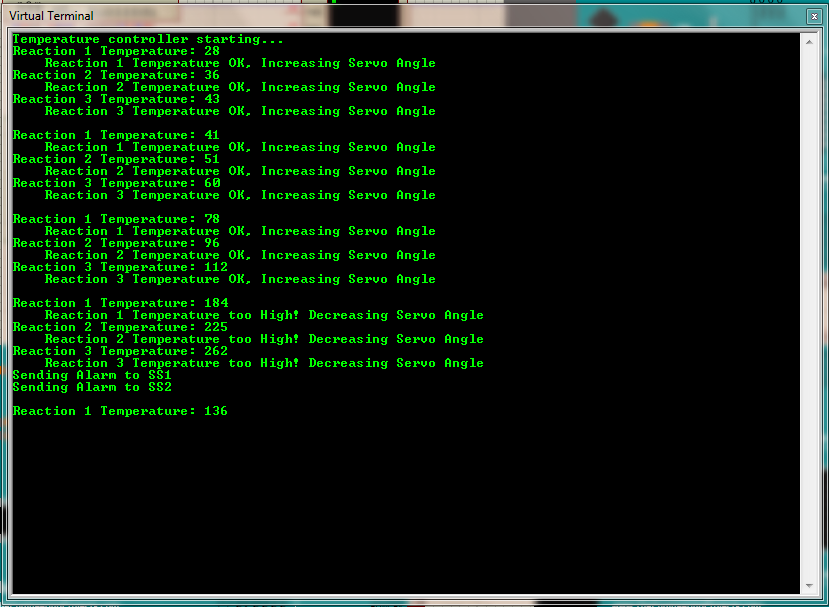 Virtual Terminal
Temperature controller starting...
Reaction 1 Temperature: 28
Reaction 1 Temperature OK, Increasing Servo Angle
Reaction 2 Temperature: 36
Reaction 2 Temperature OK, Increasing Servo Angle
Reaction 3 Temperature: 43
Reaction 3 Temperature OK, Increasing Servo Angle
Reaction 1 Temperature: 41
Reaction 1 Temperature OK, Increasing Servo Angle
Reaction 2 Temperature: 51
Reaction 2 Temperature OK, Increasing Servo Angle
Reaction 3 Temperature: 60
Reaction 3 Temperature OK, Increasing Servo Angle
Reaction 1 Temperature: 78
Reaction 1 Temperature OK, Increasing Servo Angle
Reaction 2 Temperature: 96
Reaction 2 Temperature OK, Increasing Servo Angle
Reaction 3 Temperature: 112
Reaction 3 Temperature OK, Increasing Servo Angle
Reaction 1 Temperature: 184
Reaction 1 Temperature too High! Decreasing Servo Angle
Reaction 2 Temperature: 225
Reaction 2 Temperature too High! Decreasing Servo Angle
Reaction 3 Temperature: 262
Reaction 3 Temperature too High! Decreasing Servo Angle
Sending Alarm to SS1
Sending Alarm to SS2
Reaction 1 Temperature: 136